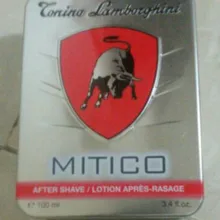 Tonino Lamborghini
MITICO
AFTER SHAVE / LOTION APRÈS-RASAGE
℮ 100 ml 3.4 fl. oz.